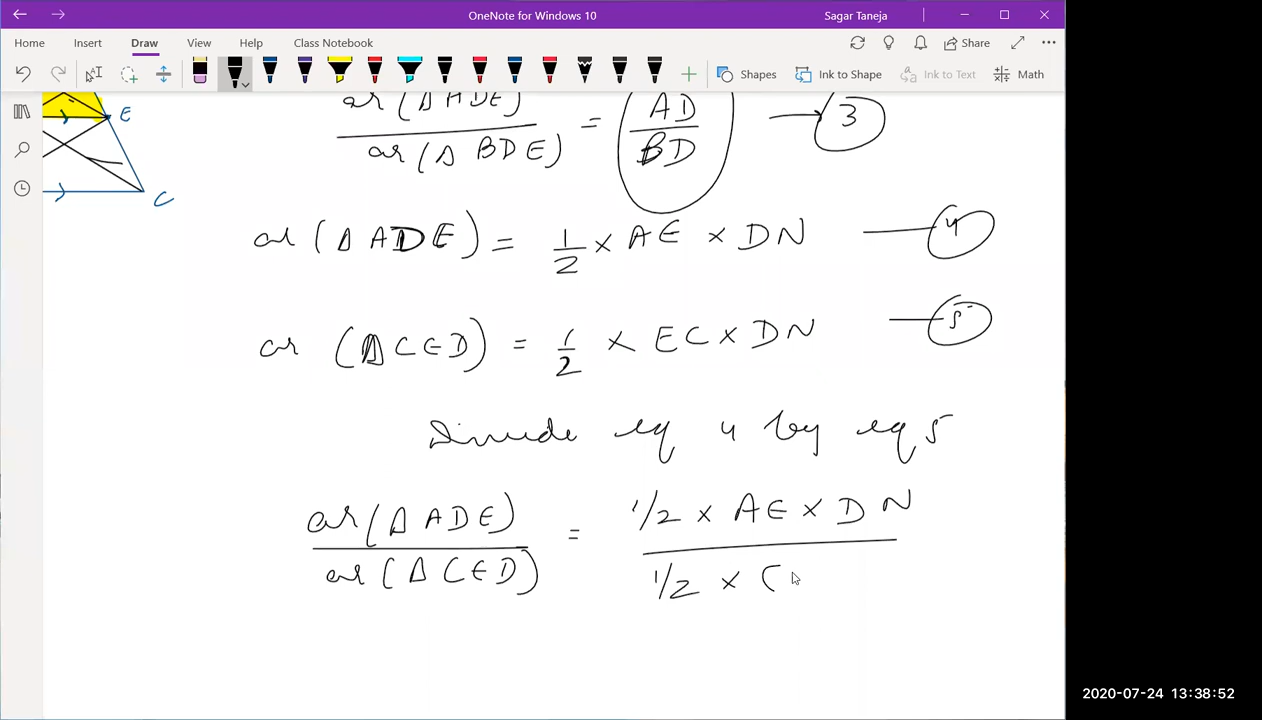 OneNote for Windows 10
Sagar Taneja
Home Insert Draw View Help Class Notebook
Share
Shapes Ink to Shape Ink to Text Math
E
C
ar (Δ ADE) / ar (Δ BDE) = AD / BD → 3
ar (Δ ADE) = 1/2 × AE × DN — 4
ar (Δ CED) = 1/2 × EC × DN — 5
Divide eq 4 by eq 5
ar (Δ ADE) / ar (Δ CED) = 1/2 × AE × DN / 1/2 × (
2020-07-24 13:38:52